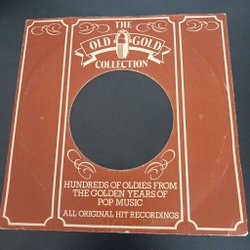 THE
OLD GOLD
COLLECTION
HUNDREDS OF OLDIES FROM
THE GOLDEN YEARS OF
POP MUSIC
ALL ORIGINAL HIT RECORDINGS